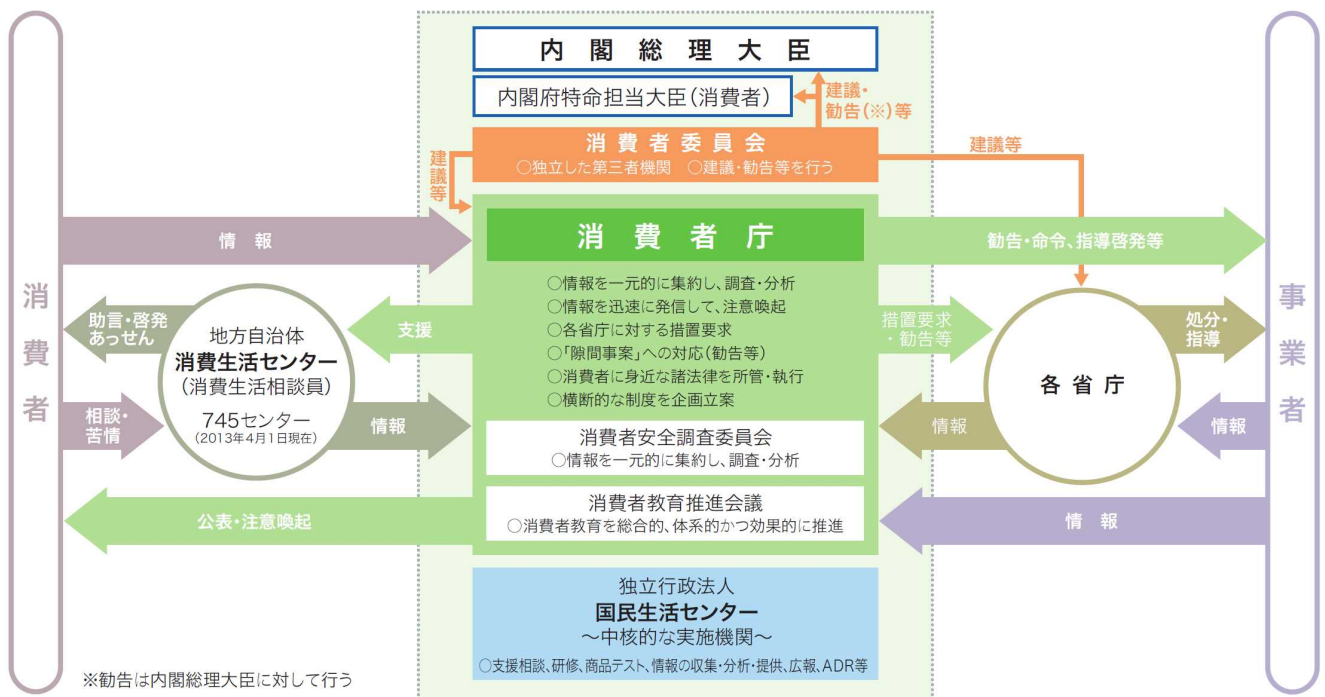 内閣総理大臣
内閣府特命担当大臣(消費者)
建議・
勧告(※)等
消費者委員会
○独立した第三者機関 ○建議・勧告等を行う
建議等
建議等
消費者
情報
消費者庁
勧告・命令、指導啓発等
事業者
○情報を一元的に集約し、調査・分析
○情報を迅速に発信して、注意喚起
○各省庁に対する措置要求
○「隙間事案」への対応(勧告等)
○消費者に身近な諸法律を所管・執行
○横断的な制度を企画立案
助言・啓発
あっせん
地方自治体
消費生活センター
(消費生活相談員)
745センター
(2013年4月1日現在)
支援
措置要求
・勧告等
処分・
指導
各省庁
相談・
苦情
情報
情報
情報
消費者安全調査委員会
○情報を一元的に集約し、調査・分析
消費者教育推進会議
○消費者教育を総合的、体系的かつ効果的に推進
公表・注意喚起
情報
独立行政法人
国民生活センター
~中核的な実施機関~
○支援相談、研修、商品テスト、情報の収集・分析・提供、広報、ADR等
※勧告は内閣総理大臣に対して行う